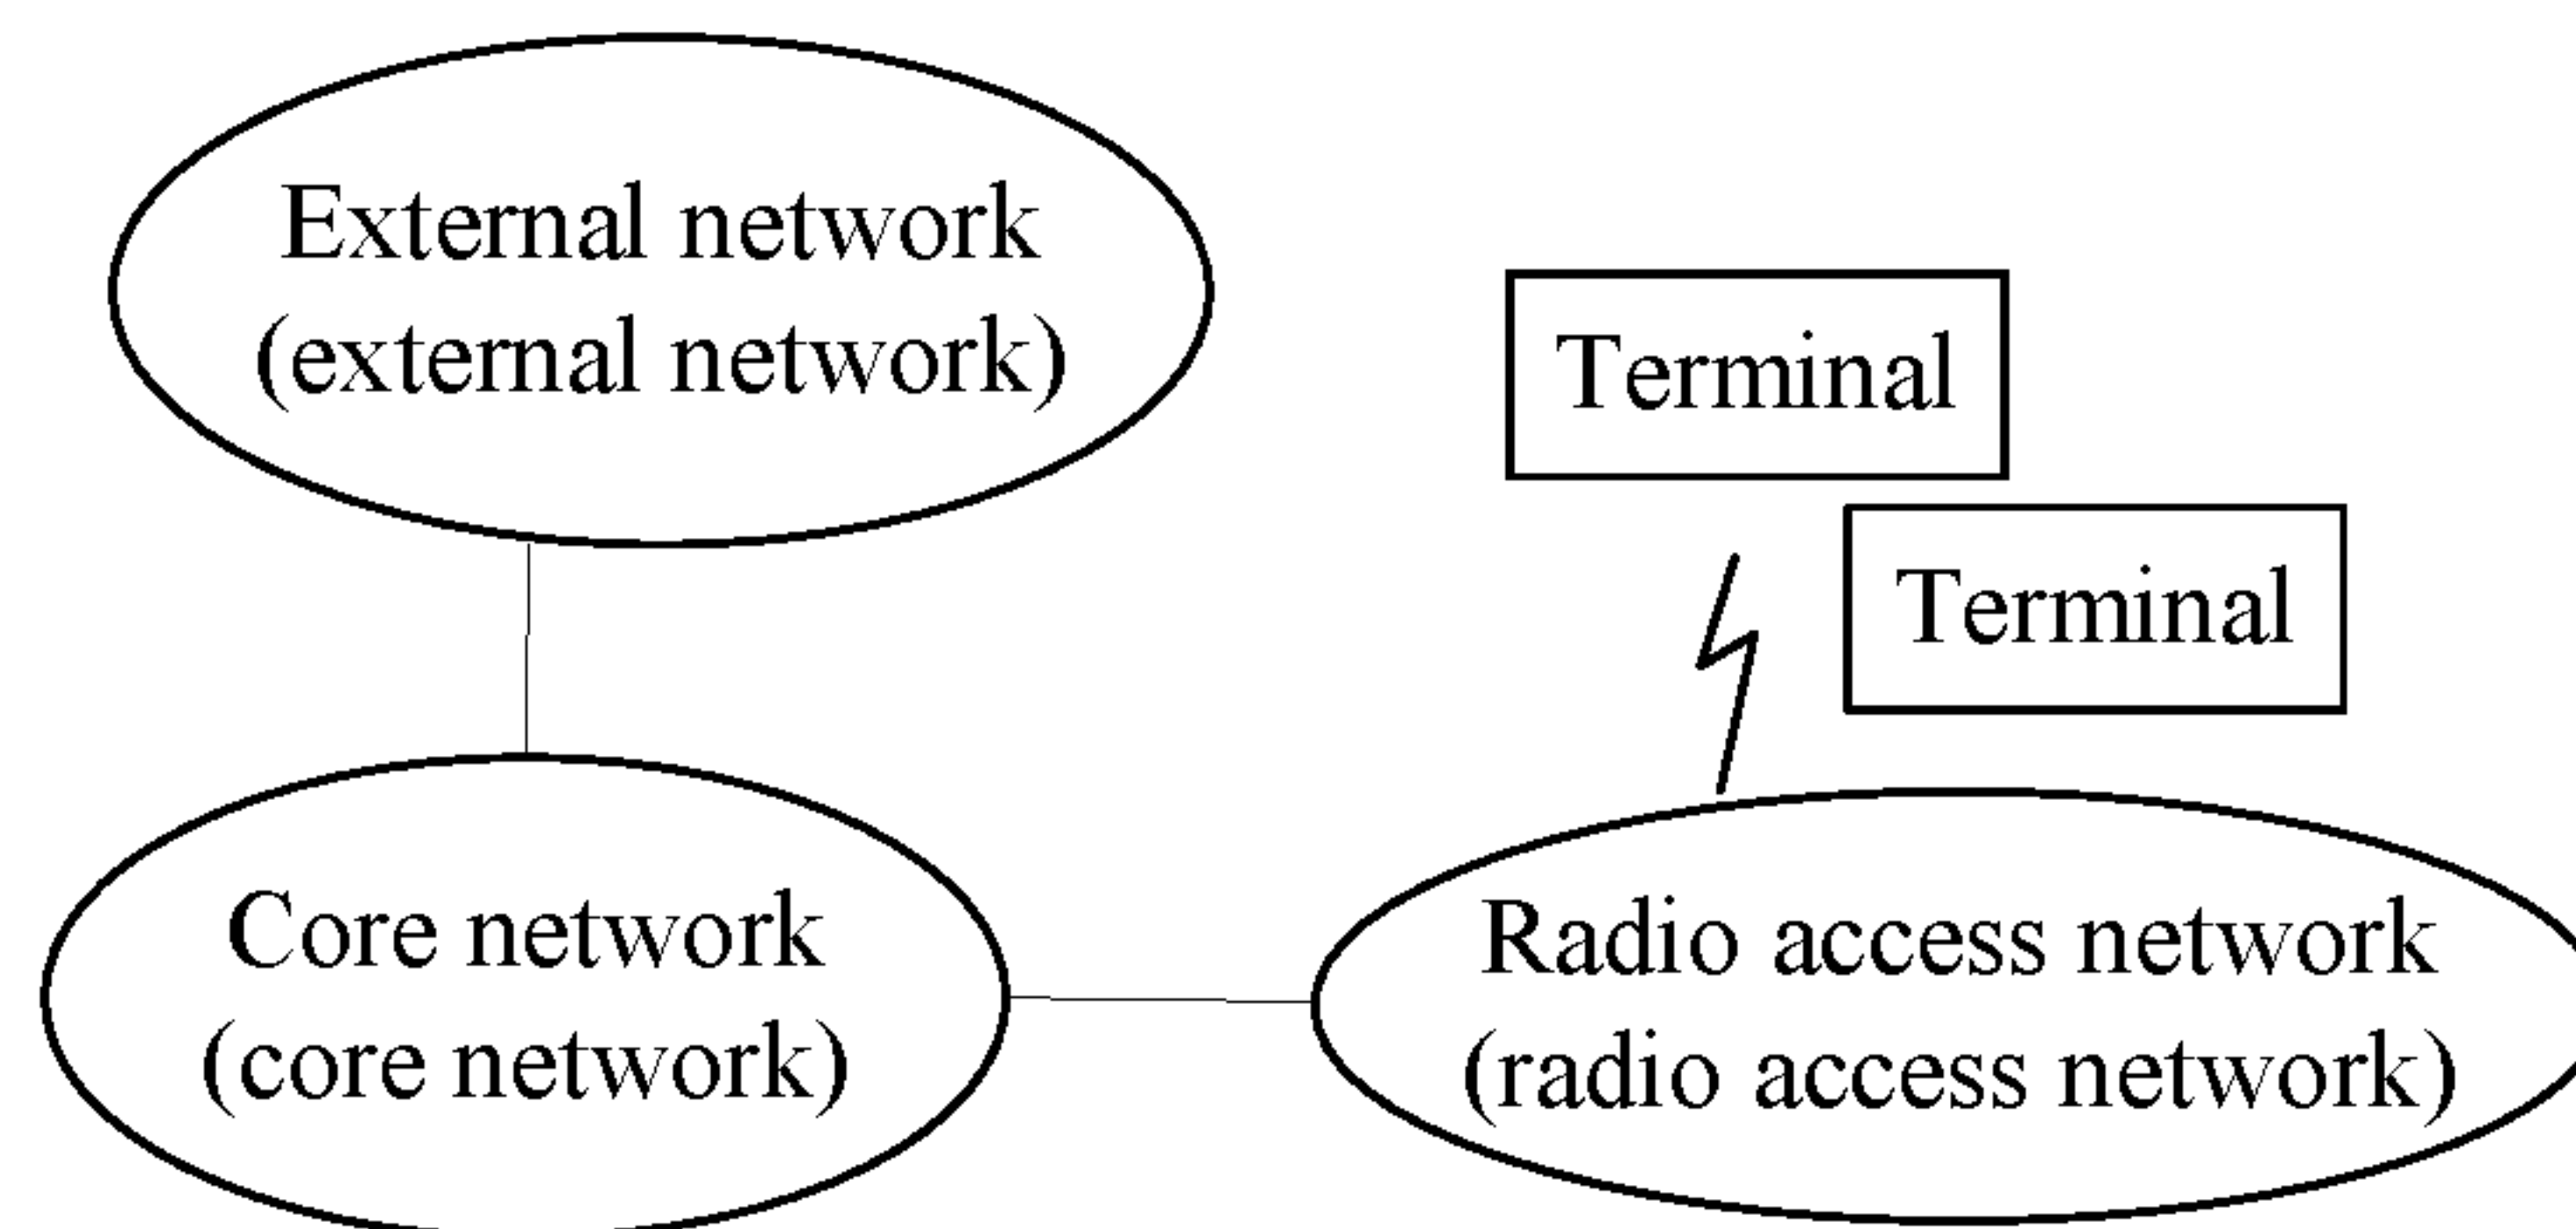 External network
(external network)
Terminal
Terminal
Core network
(core network)
Radio access network
(radio access network)